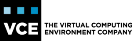 VCE
THE VIRTUAL COMPUTING
ENVIRONMENT COMPANY